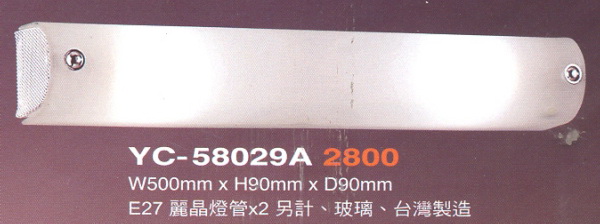 YC-58029A 2800
W500mm x H90mm x D90mm
E27 麗晶燈管x2 另計、玻璃、台灣製造